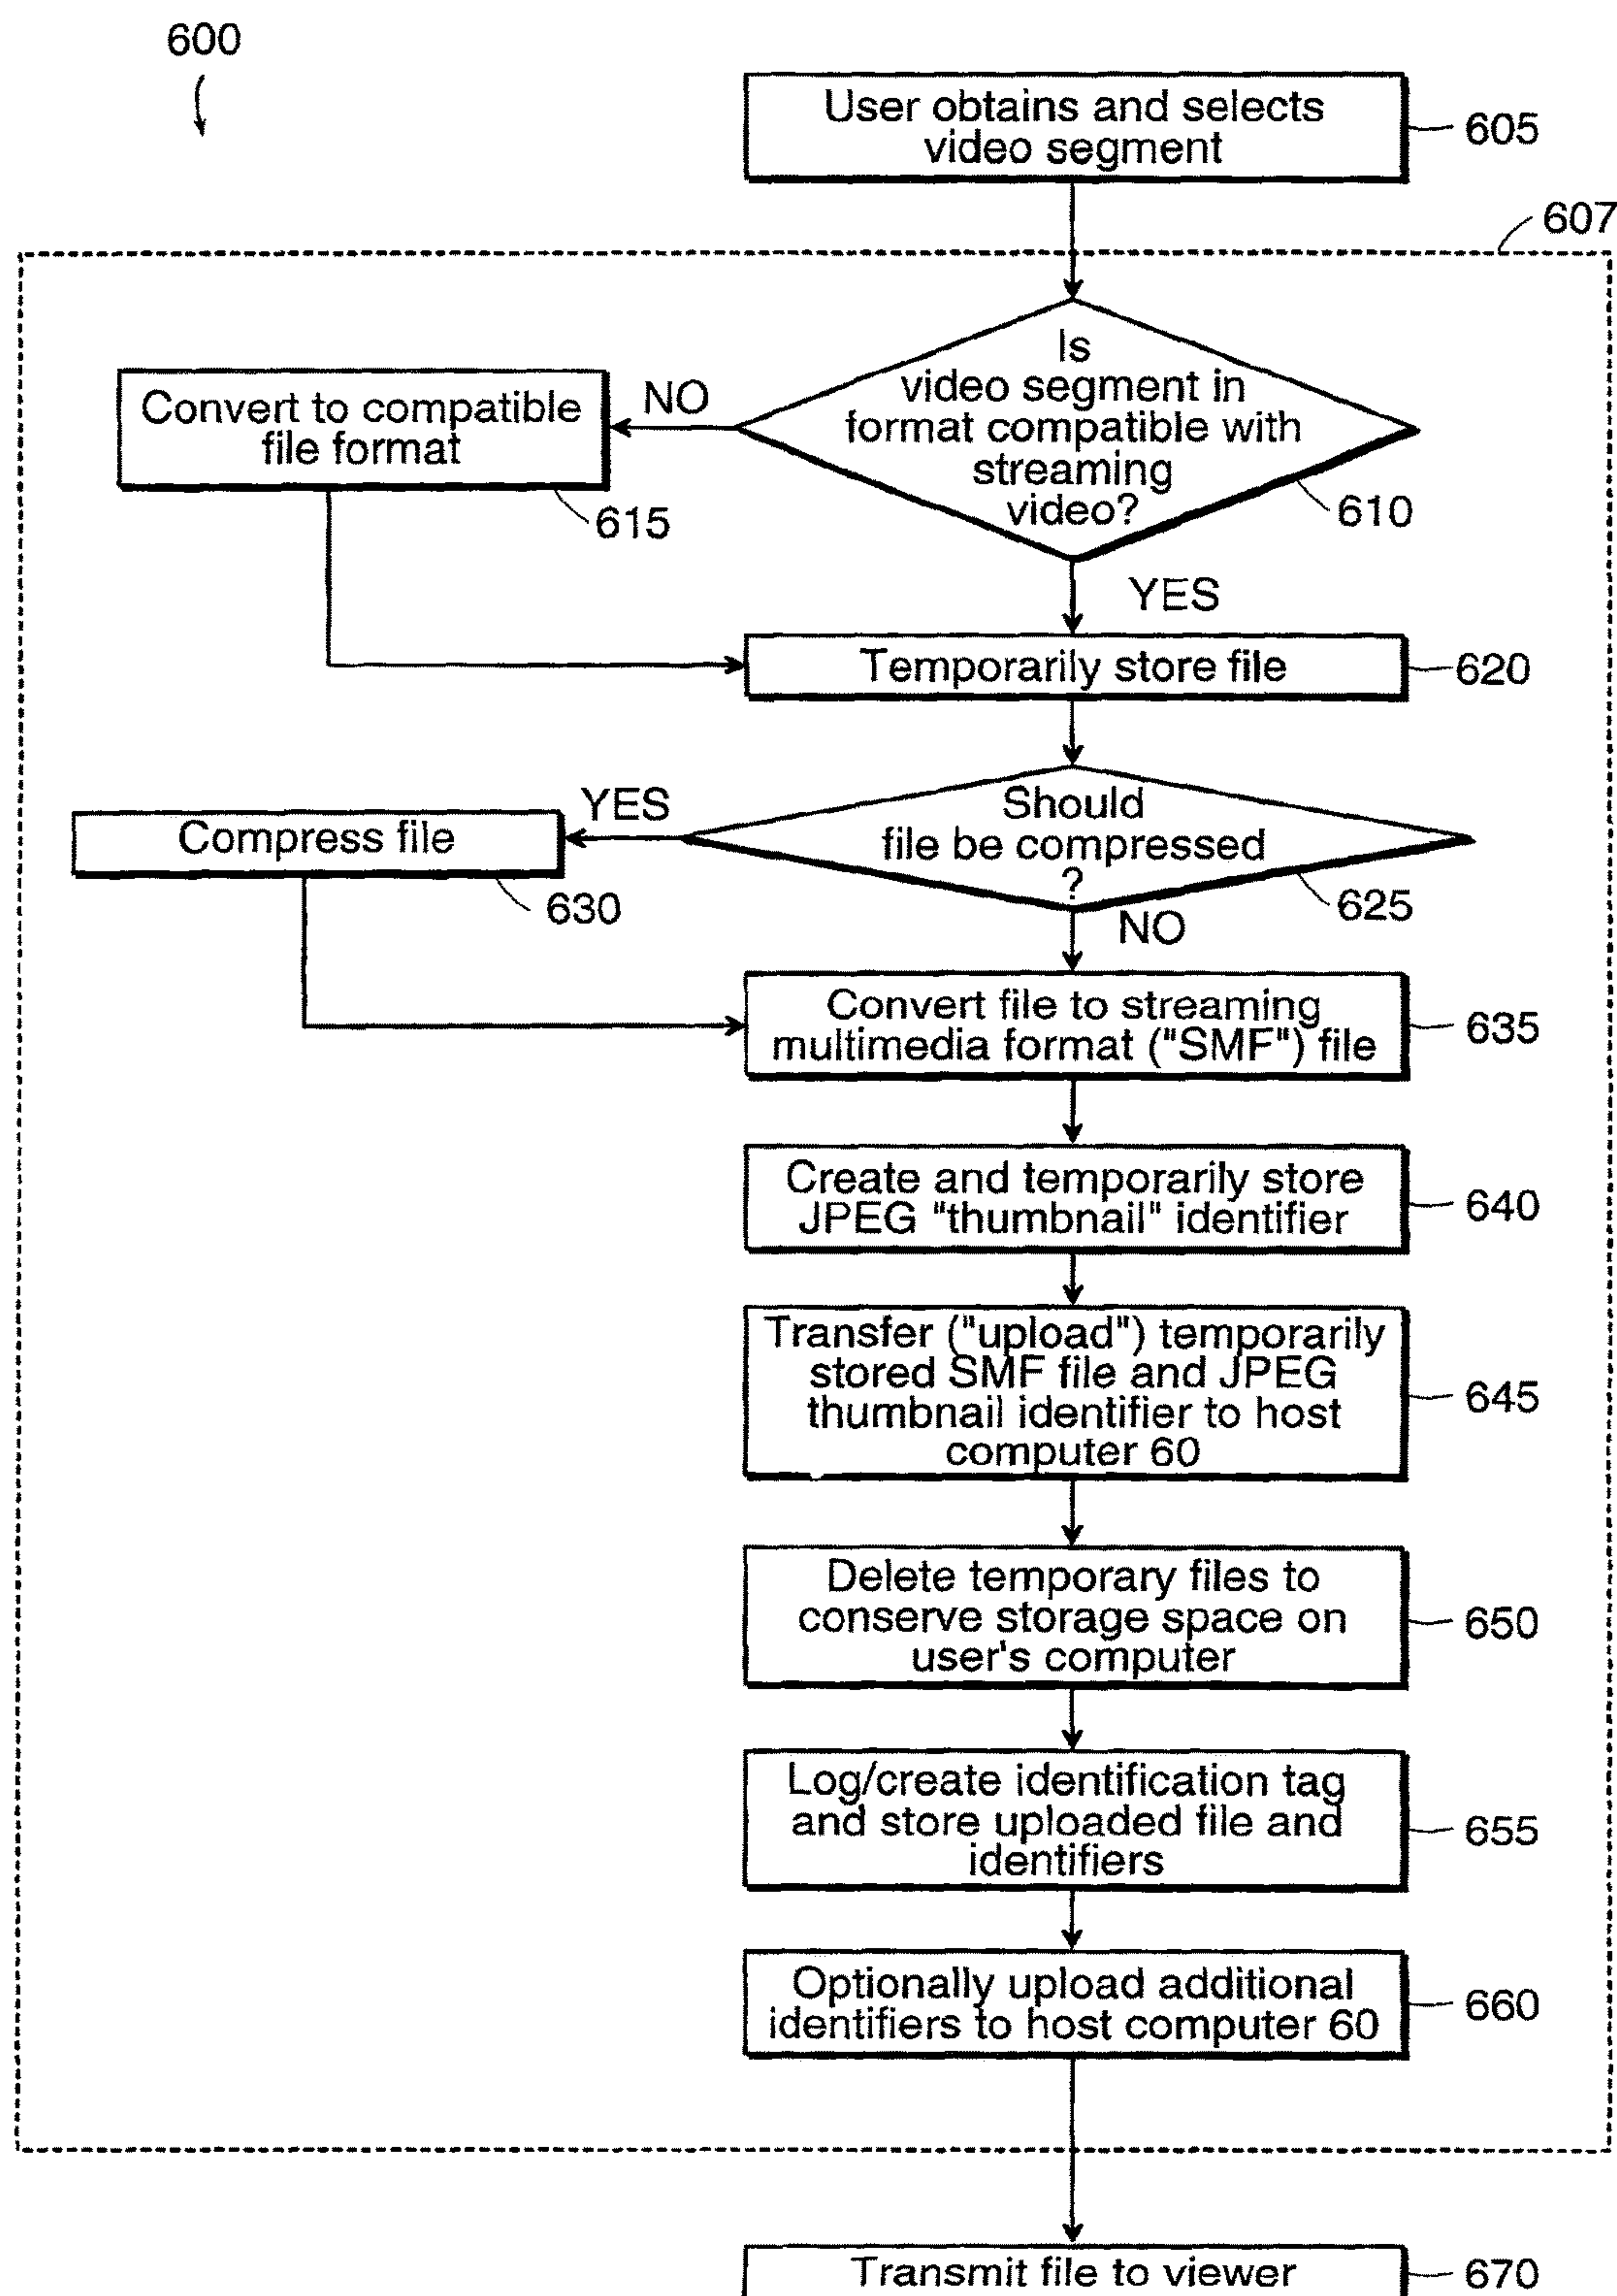 600
User obtains and selects
video segment
605
607
Is
video segment in
format compatible with
streaming
video?
610
NO
Convert to compatible
file format
615
YES
Temporarily store file
620
Should
file be compressed
?
625
YES
Compress file
630
NO
Convert file to streaming
multimedia format ("SMF") file
635
Create and temporarily store
JPEG "thumbnail" identifier
640
Transfer ("upload") temporarily
stored SMF file and JPEG
thumbnail identifier to host
computer 60
645
Delete temporary files to
conserve storage space on
user's computer
650
Log/create identification tag
and store uploaded file and
identifiers
655
Optionally upload additional
identifiers to host computer 60
660
Transmit file to viewer
670